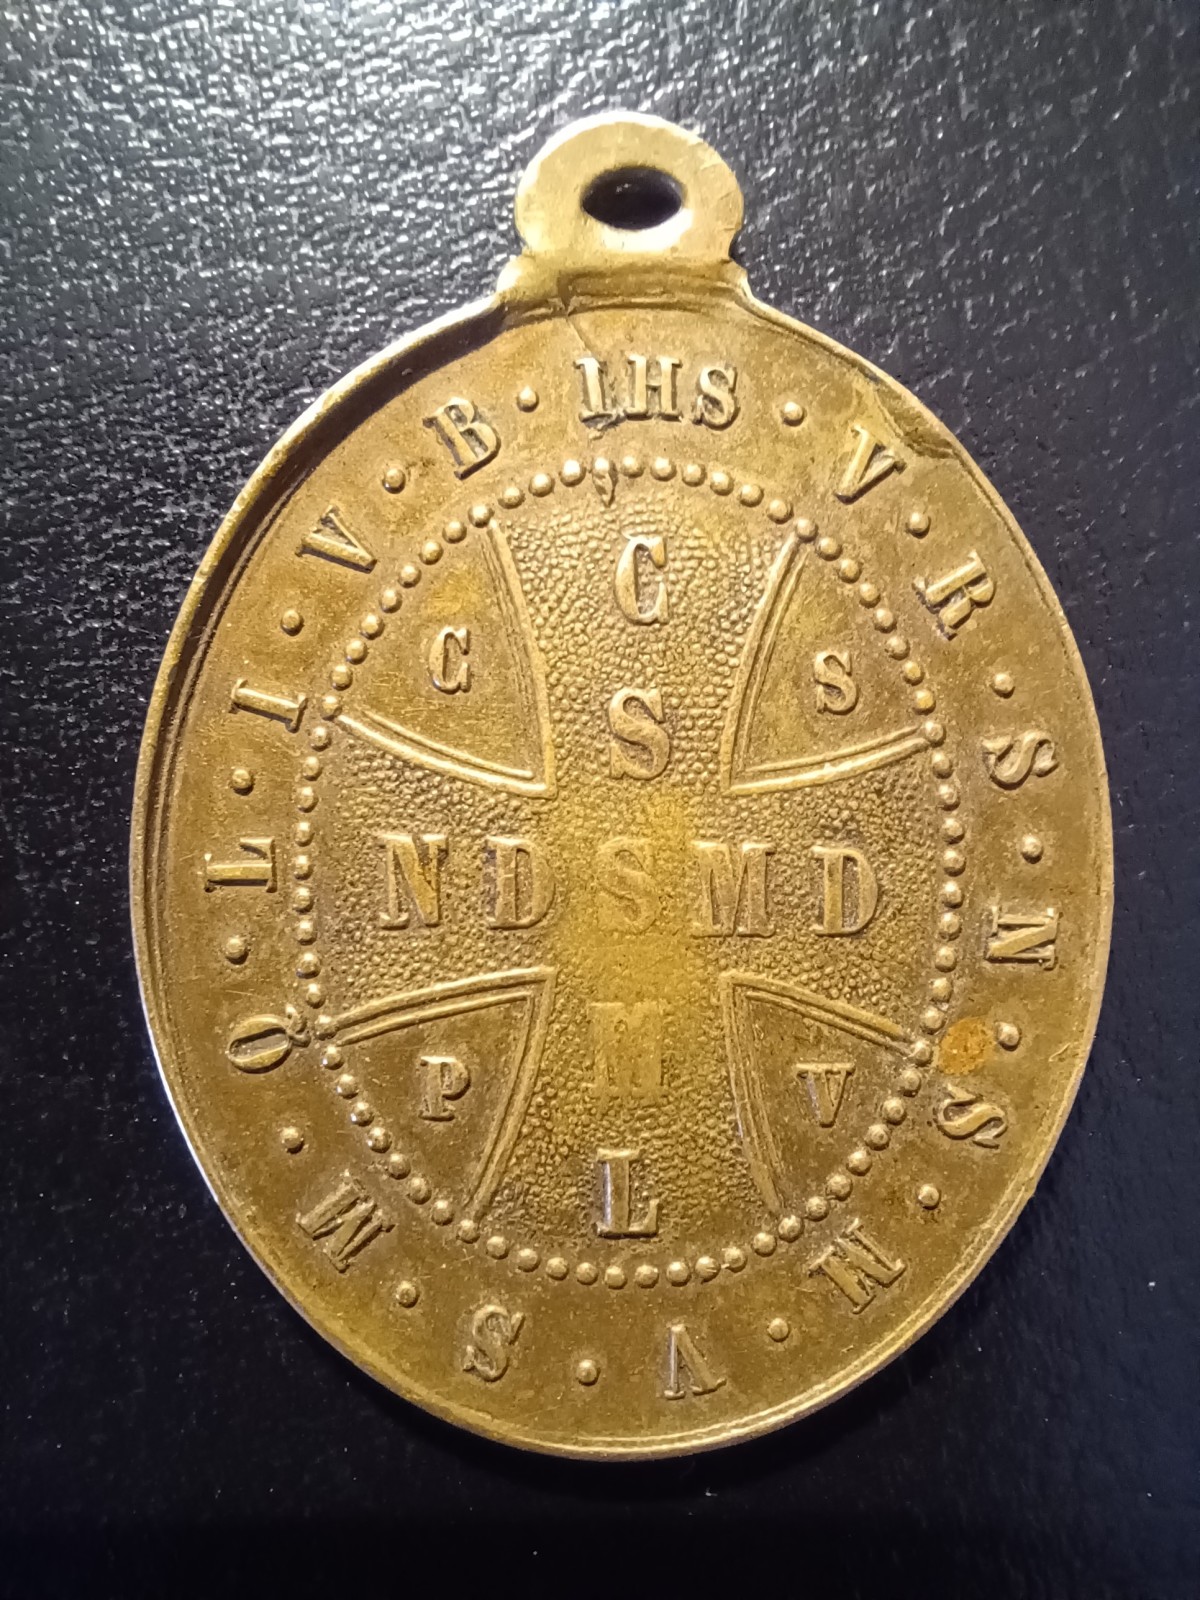 IHS · V · R · S · N · S · M · V · S · M · Q · L · I · V · B ·
C
C S
S
N D S M D
M
P V
L